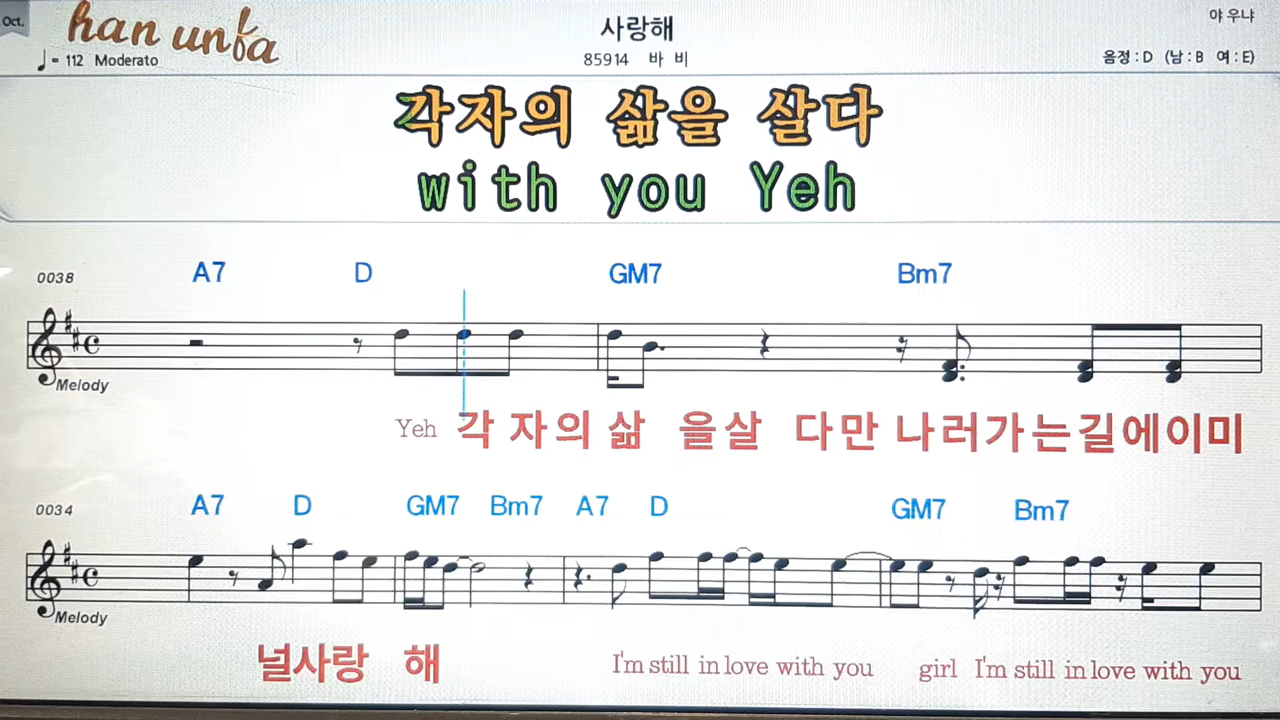 Oct.
han unfa
사랑해
야 우냐
♩= 112 Moderato
85914 바 비
음정 : D (남 : B 여 : E)
각자의 삶을 살다
with you Yeh
0038 A7 D GM7 Bm7
Melody
Yeh 각 자의 삶 을살 다만 나러가는길에이미
0034 A7 D GM7 Bm7 A7 D GM7 Bm7
Melody
널사랑 해 I'm still in love with you girl I'm still in love with you